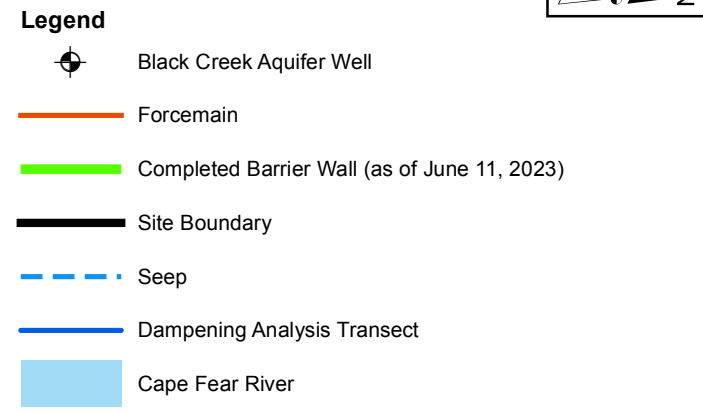 Legend
Black Creek Aquifer Well
Forcemain
Completed Barrier Wall (as of June 11, 2023)
Site Boundary
Seep
Dampening Analysis Transect
Cape Fear River